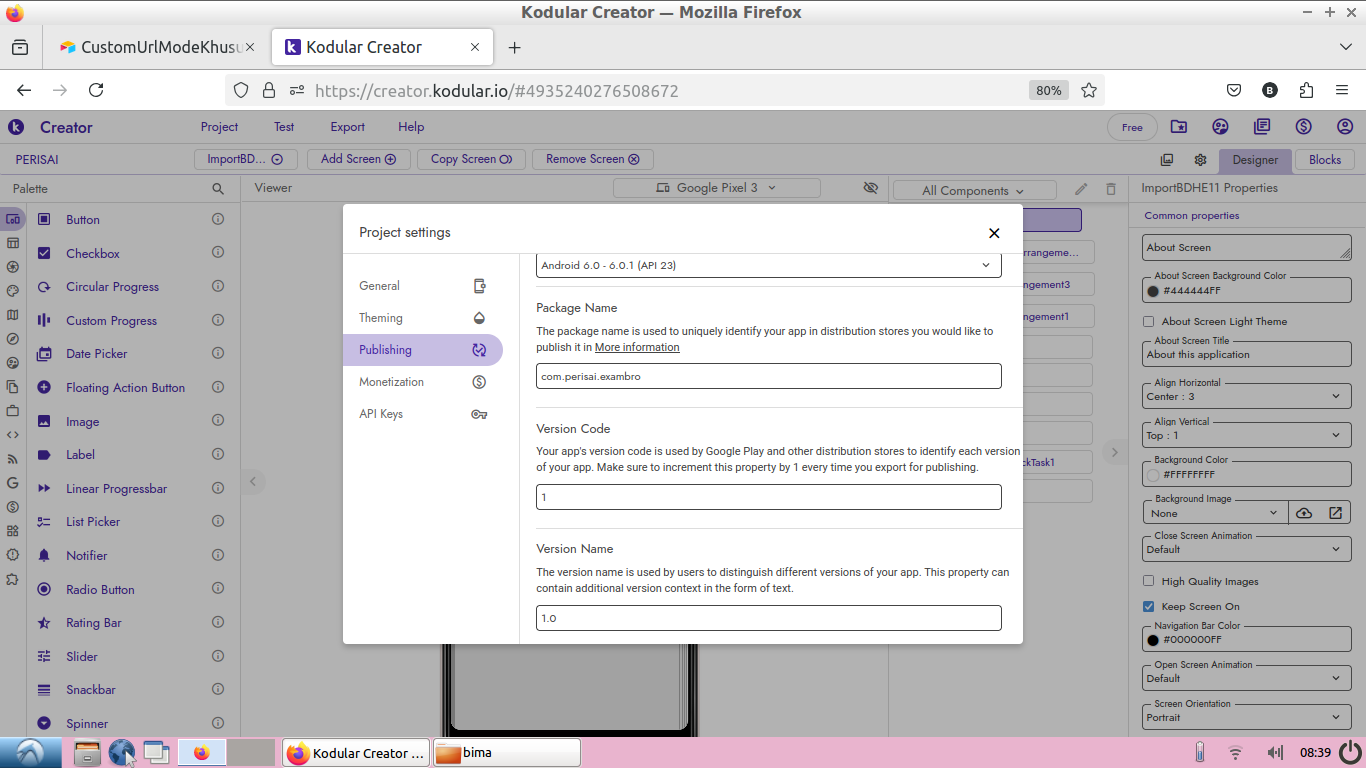 Kodular Creator — Mozilla Firefox
CustomUrlModeKhusu
Kodular Creator
https://creator.kodular.io/#4935240276508672
80%
B
Creator
Project
Test
Export
Help
Free
PERISAI
ImportBD...
Add Screen
Copy Screen
Remove Screen
Designer
Blocks
Palette
Viewer
Google Pixel 3
All Components
ImportBDHE11 Properties
Button
Checkbox
Circular Progress
Custom Progress
Date Picker
Floating Action Button
Image
Label
Linear Progressbar
List Picker
Notifier
Radio Button
Rating Bar
Slider
Snackbar
Spinner
Project settings
General
Theming
Publishing
Monetization
API Keys
Android 6.0 - 6.0.1 (API 23)
Package Name
The package name is used to uniquely identify your app in distribution stores you would like to
publish it in More information
com.perisai.exambro
Version Code
Your app's version code is used by Google Play and other distribution stores to identify each version
of your app. Make sure to increment this property by 1 every time you export for publishing.
1
Version Name
The version name is used by users to distinguish different versions of your app. This property can
contain additional version context in the form of text.
1.0
rrangeme...
ngement3
ngement1
ckTask1
Common properties
About Screen
About Screen Background Color
#444444FF
About Screen Light Theme
About Screen Title
About this application
Align Horizontal
Center : 3
Align Vertical
Top : 1
Background Color
#FFFFFFFF
Background Image
None
Close Screen Animation
Default
High Quality Images
Keep Screen On
Navigation Bar Color
#000000FF
Open Screen Animation
Default
Screen Orientation
Portrait
Kodular Creator ...
bima
08:39